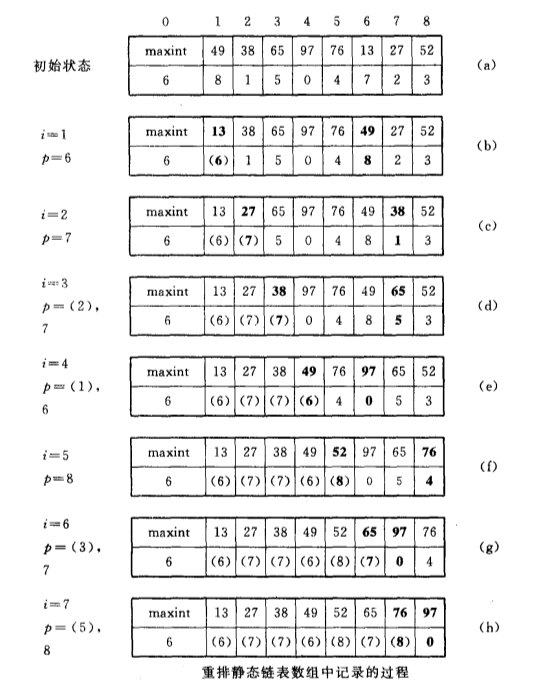 0 1 2 3 4 5 6 7 8
初始状态 maxint 49 38 65 97 76 13 27 52 (a)
6 8 1 5 0 4 7 2 3
i=1 maxint 13 38 65 97 76 49 27 52 (b)
p=6 6 (6) 1 5 0 4 8 2 3
i=2 maxint 13 27 65 97 76 49 38 52 (c)
p=7 6 (6) (7) 5 0 4 8 1 3
i=3 maxint 13 27 38 97 76 49 65 52 (d)
p=(2), 6 (6) (7) (7) 0 4 8 5 3
7
i=4 maxint 13 27 38 49 76 97 65 52 (e)
p=(1), 6 (6) (7) (7) (6) 4 0 5 3
6
i=5 maxint 13 27 38 49 52 97 65 76 (f)
p=8 6 (6) (7) (7) (6) (8) 0 5 4
i=6 maxint 13 27 38 49 52 65 97 76 (g)
p=(3), 6 (6) (7) (7) (6) (8) (7) 0 4
7
i=7 maxint 13 27 38 49 52 65 76 97 (h)
p=(5), 6 (6) (7) (7) (6) (8) (7) (8) 0
8
重排静态链表数组中记录的过程